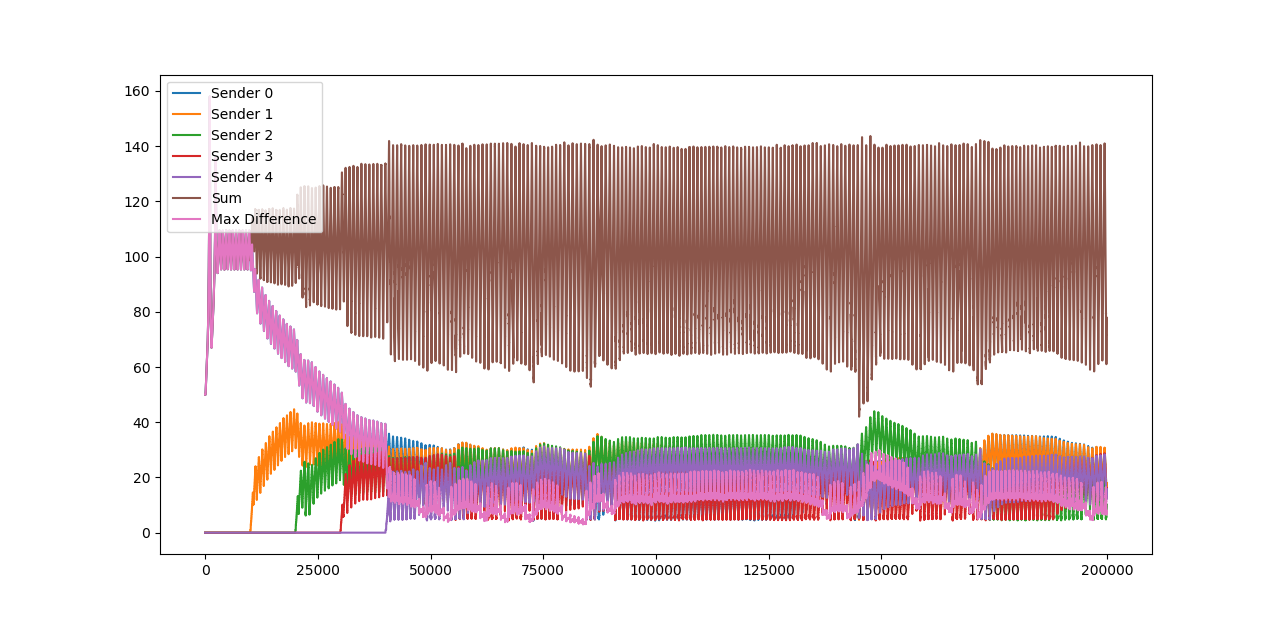 160
140
120
100
80
60
40
20
0
Sender 0
Sender 1
Sender 2
Sender 3
Sender 4
Sum
Max Difference
0 25000 50000 75000 100000 125000 150000 175000 200000